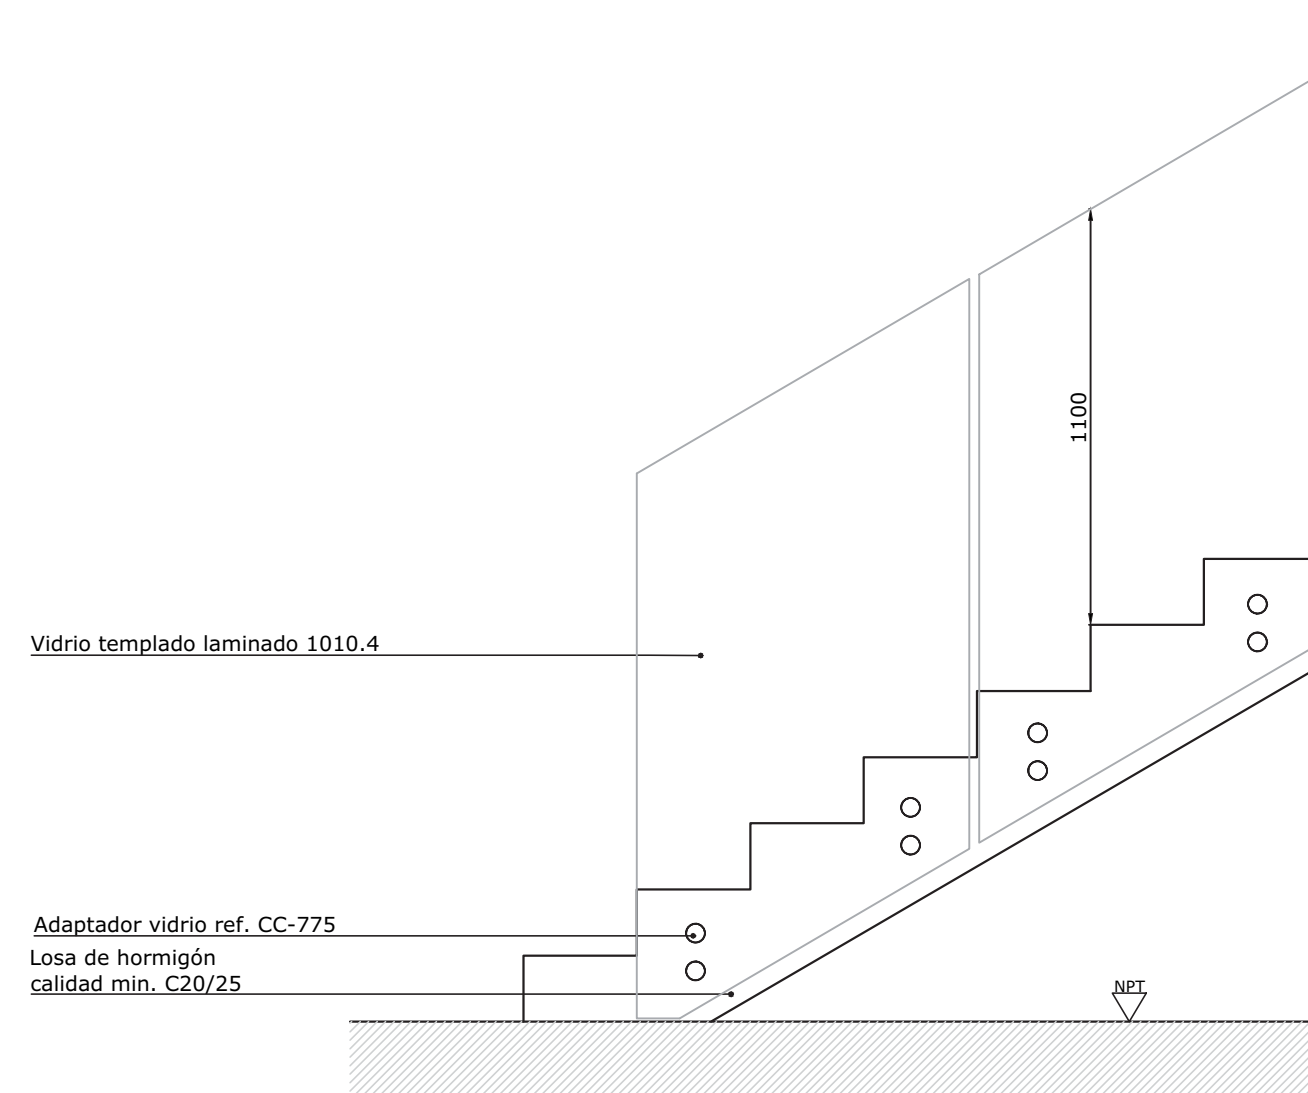 1100
Vidrio templado laminado 1010.4
Adaptador vidrio ref. CC-775
Losa de hormigón
calidad min. C20/25
NPT